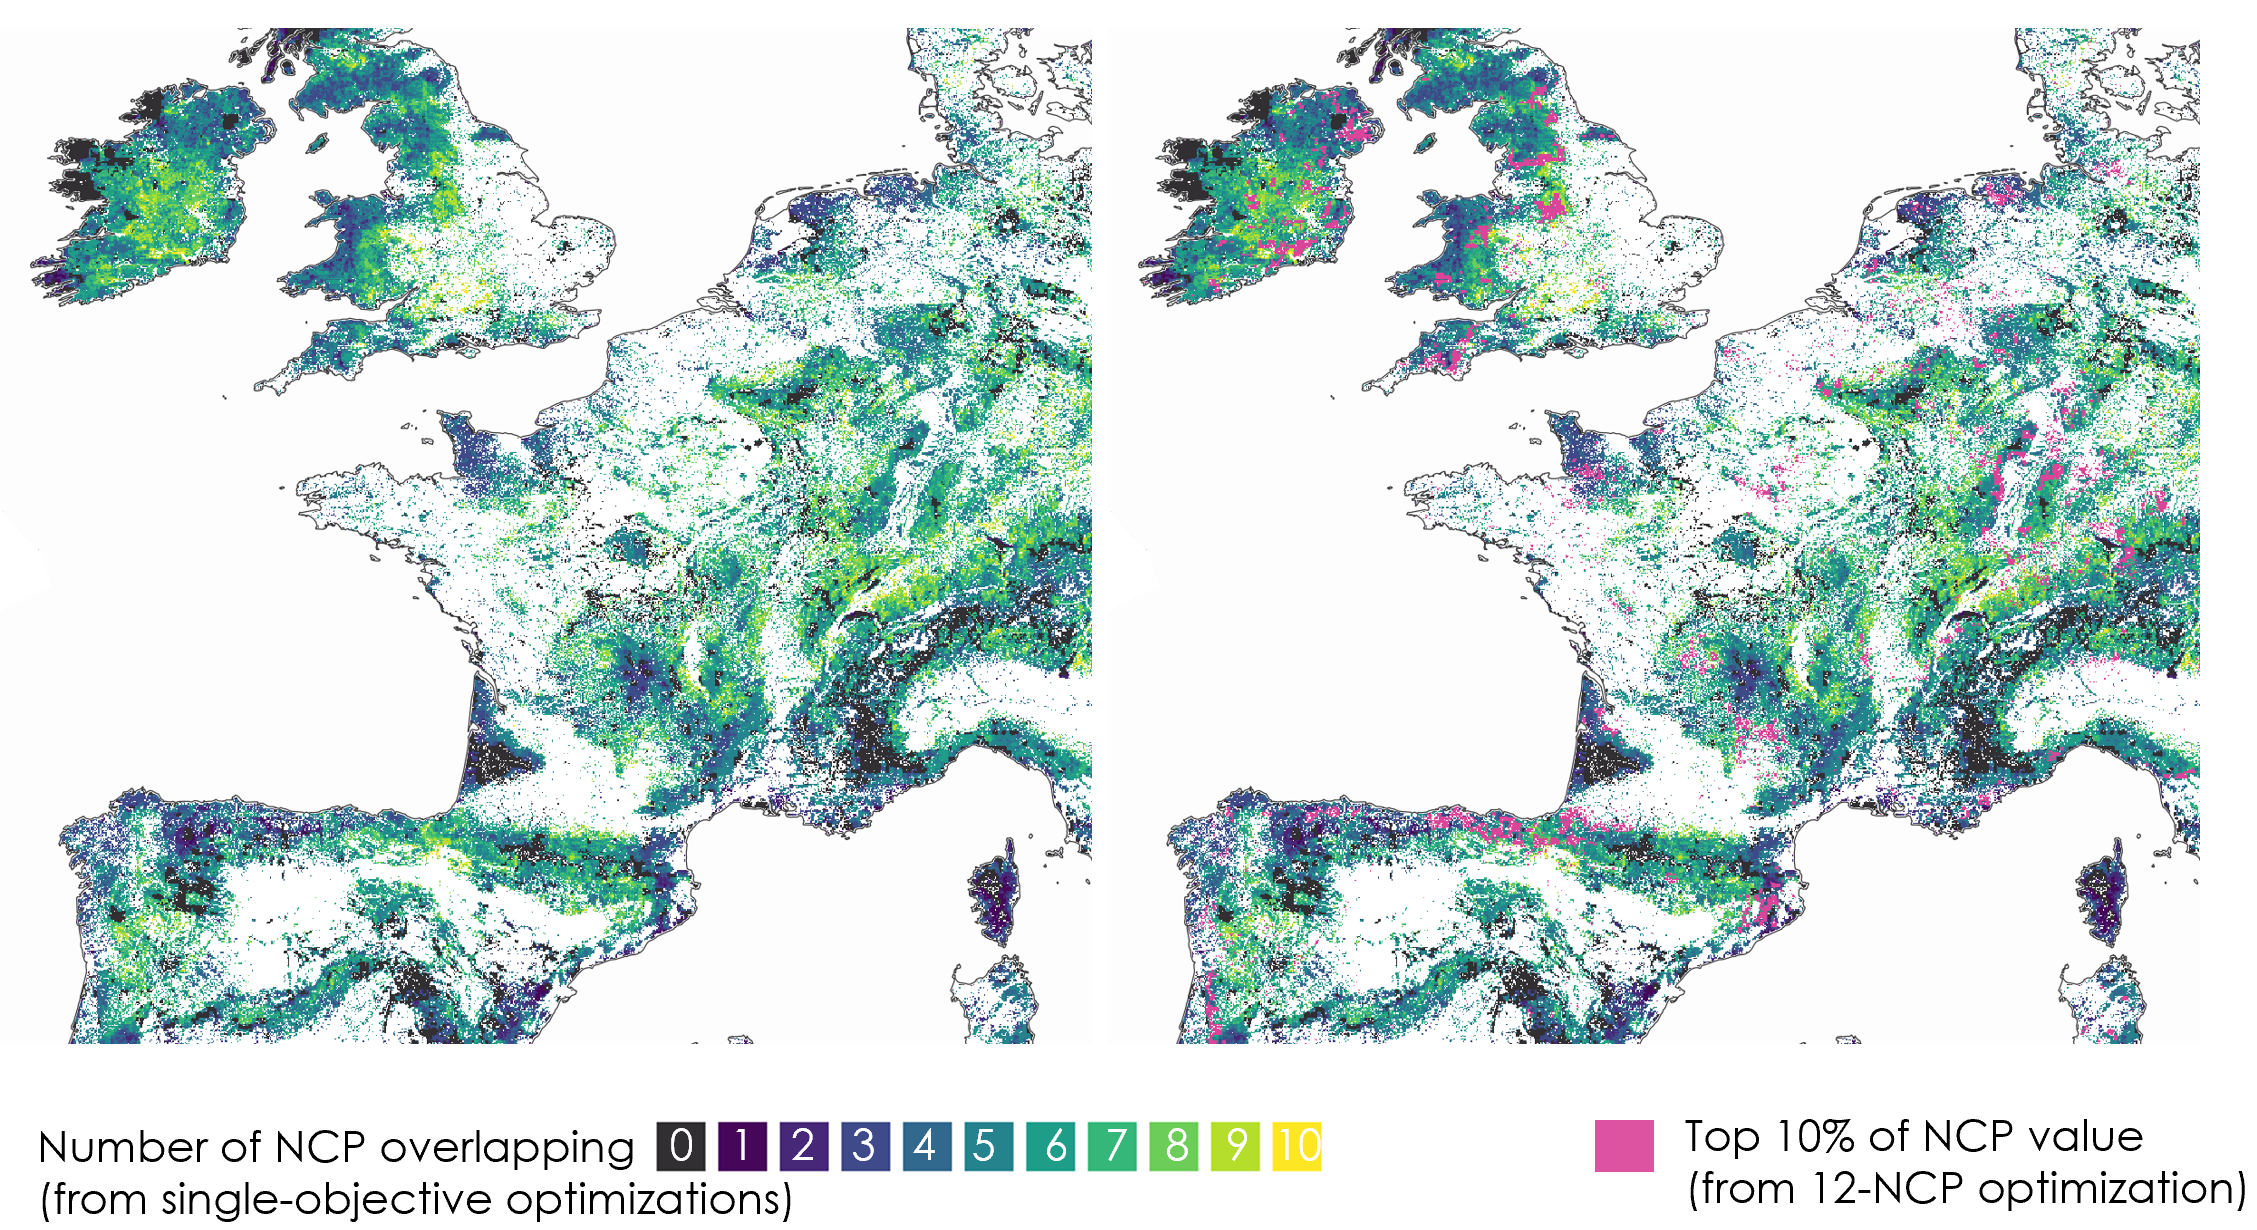 Number of NCP overlapping 0 1 2 3 4 5 6 7 8 9 10
(from single-objective optimizations)
Top 10% of NCP value
(from 12-NCP optimization)